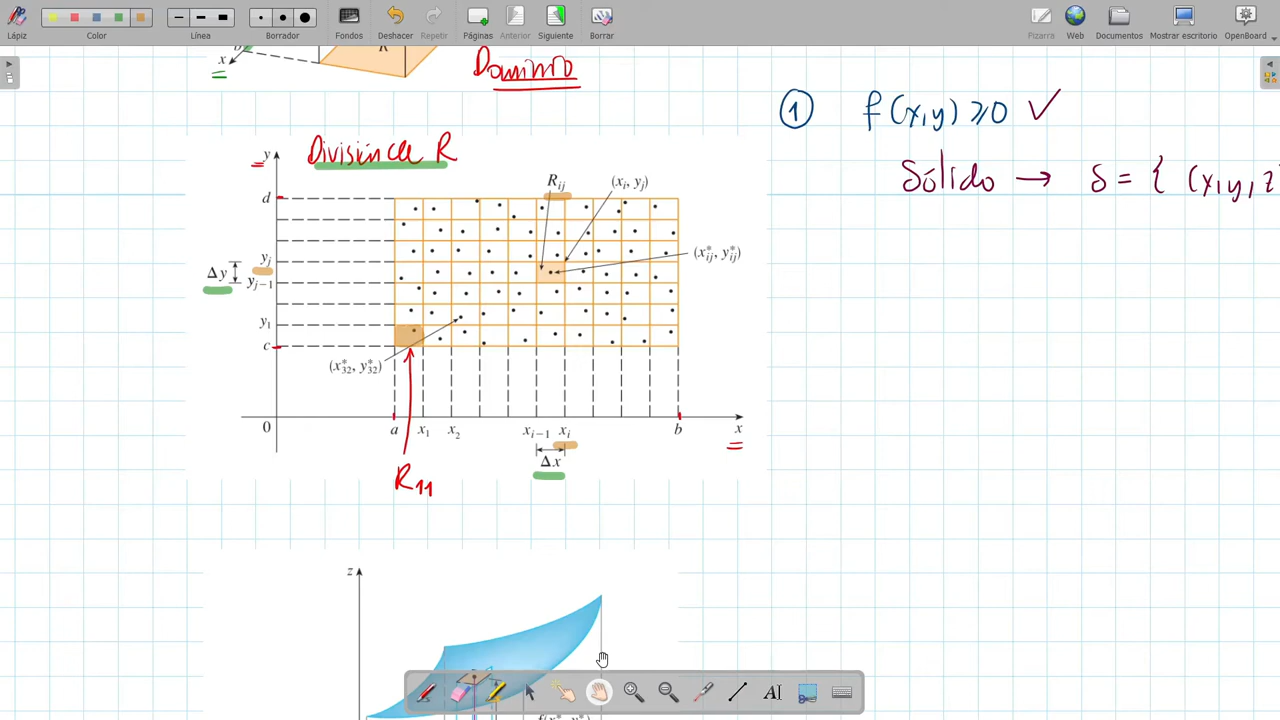 Lápiz Color Línea Borrador Fondos Deshacer Repetir Páginas Anterior Siguiente Borrar Pizarra Web Documentos Mostrar escritorio OpenBoard
x
R
Dominio
① f(x,y) ≥ 0 ✓
Sólido → S = { (x, y, z
División de R
y
d
R_ij
(x_i, y_j)
(x*_ij, y*_ij)
y_j
Δy
y_{j-1}
y_1
c
(x*_32, y*_32)
0 a x_1 x_2 x_{i-1} x_i b x
Δx
R_11
z
f(x*, y*)
A